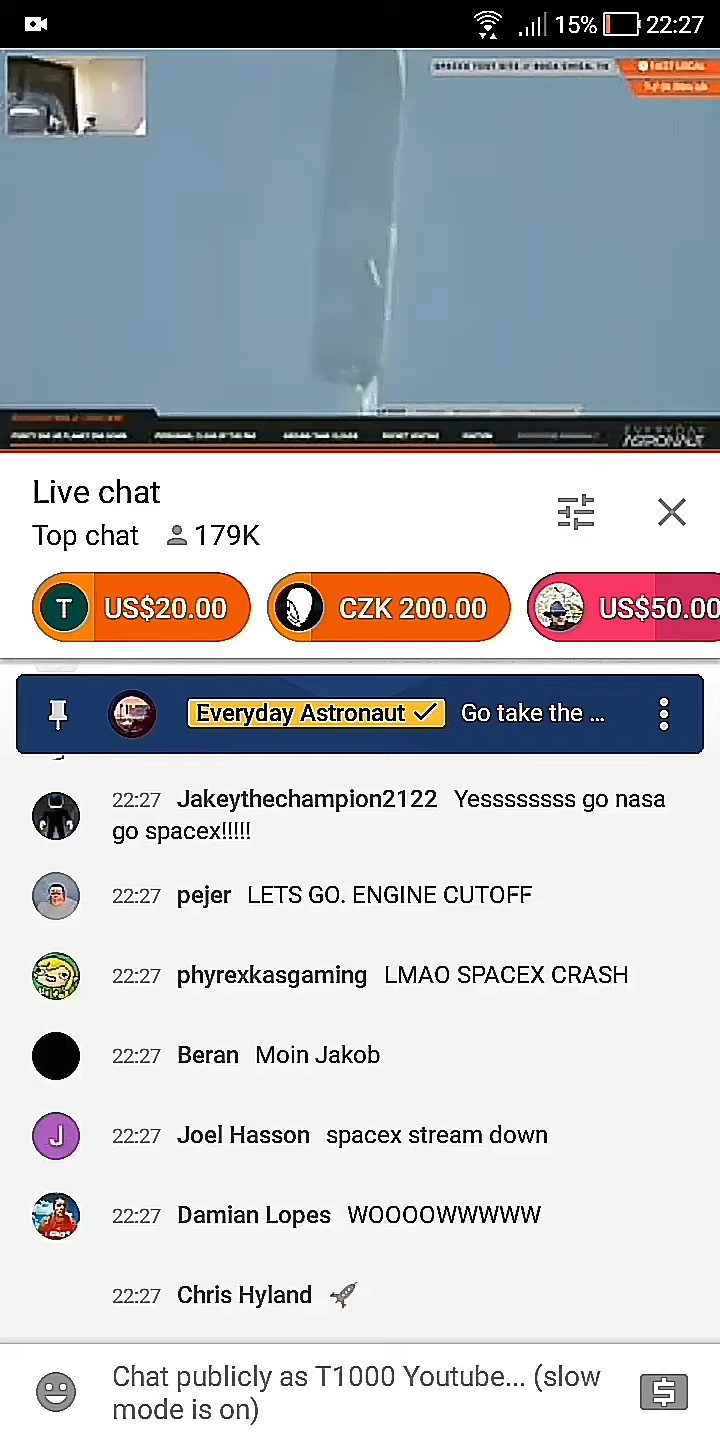 15% 22:27
EVERYDAY
ASTRONAUT
Live chat
Top chat 179K
T US$20.00 CZK 200.00 US$50.00
Everyday Astronaut Go take the ...
22:27 Jakeythechampion2122 Yessssssss go nasa
go spacex!!!!!
22:27 pejer LETS GO. ENGINE CUTOFF
22:27 phyrexkasgaming LMAO SPACEX CRASH
22:27 Beran Moin Jakob
J 22:27 Joel Hasson spacex stream down
22:27 Damian Lopes WOOOOWWWWW
22:27 Chris Hyland 🚀
Chat publicly as T1000 Youtube... (slow
mode is on)